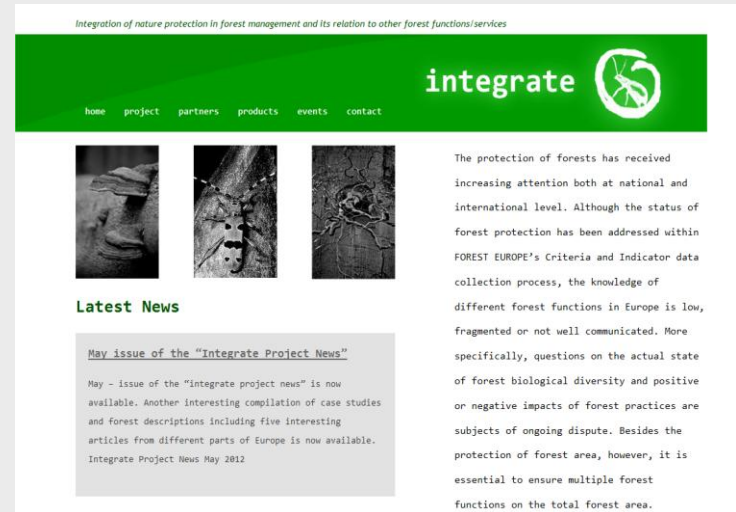 Integration of nature protection in forest management and its relation to other forest functions/services
integrate
home project partners products events contact
Latest News
May issue of the “Integrate Project News”
May – issue of the “integrate project news” is now
available. Another interesting compilation of case studies
and forest descriptions including five interesting
articles from different parts of Europe is now available.
Integrate Project News May 2012
The protection of forests has received
increasing attention both at national and
international level. Although the status of
forest protection has been addressed within
FOREST EUROPE’s Criteria and Indicator data
collection process, the knowledge of
different forest functions in Europe is low,
fragmented or not well communicated. More
specifically, questions on the actual state
of forest biological diversity and positive
or negative impacts of forest practices are
subjects of ongoing dispute. Besides the
protection of forest area, however, it is
essential to ensure multiple forest
functions on the total forest area.